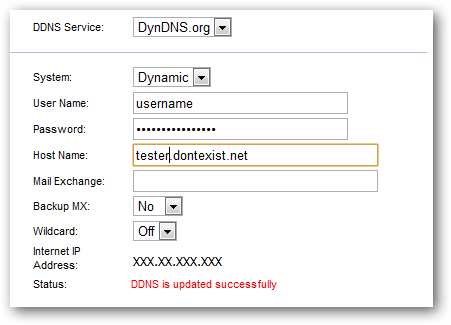 DDNS Service: DynDNS.org
System: Dynamic
User Name: username
Password: ••••••••••••••••
Host Name: tester.dontexist.net
Mail Exchange:
Backup MX: No
Wildcard: Off
Internet IP
Address: XXX.XX.XXX.XXX
Status: DDNS is updated successfully